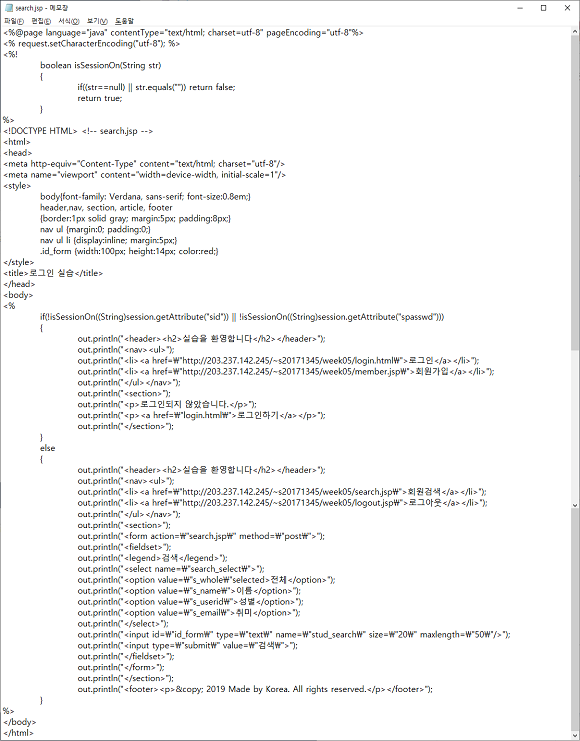 search.jsp - 메모장
파일(F) 편집(E) 서식(O) 보기(V) 도움말
<%@page language="java" contentType="text/html; charset=utf-8" pageEncoding="utf-8"%>
<% request.setCharacterEncoding("utf-8"); %>
<%!
boolean isSessionOn(String str)
{
if((str==null) || str.equals("")) return false;
return true;
}
%>
<!DOCTYPE HTML> <!-- search.jsp -->
<html>
<head>
<meta http-equiv="Content-Type" content="text/html; charset="utf-8"/>
<meta name="viewport" content="width=device-width, initial-scale=1"/>
<style>
body{font-family: Verdana, sans-serif; font-size:0.8em;}
header,nav, section, article, footer
{border:1px solid gray; margin:5px; padding:8px;}
nav ul {margin:0; padding:0;}
nav ul li {display:inline; margin:5px;}
.id_form {width:100px; height:14px; color:red;}
</style>
<title>로그인 실습</title>
</head>
<body>
<%
if(!isSessionOn((String)session.getAttribute("sid")) || !isSessionOn((String)session.getAttribute("spasswd")))
{
out.println("<header><h2>실습을 환영합니다</h2></header>");
out.println("<nav><ul>");
out.println("<li><a href=₩"http://203.237.142.245/~s20171345/week05/login.html₩">로그인</a></li>");
out.println("<li><a href=₩"http://203.237.142.245/~s20171345/week05/member.jsp₩">회원가입</a></li>");
out.println("</ul></nav>");
out.println("<section>");
out.println("<p>로그인되지 않았습니다.</p>");
out.println("<p><a href=₩"login.html₩">로그인하기</a></p>");
out.println("</section>");
}
else
{
out.println("<header><h2>실습을 환영합니다</h2></header>");
out.println("<nav><ul>");
out.println("<li><a href=₩"http://203.237.142.245/~s20171345/week05/search.jsp₩">회원검색</a></li>");
out.println("<li><a href=₩"http://203.237.142.245/~s20171345/week05/logout.jsp₩">로그아웃</a></li>");
out.println("</ul></nav>");
out.println("<section>");
out.println("<form action=₩"search.jsp₩" method=₩"post₩">");
out.println("<fieldset>");
out.println("<legend>검색</legend>");
out.println("<select name=₩"search_select₩">");
out.println("<option value=₩"s_whole₩"selected>전체</option>");
out.println("<option value=₩"s_name₩">이름</option>");
out.println("<option value=₩"s_userid₩">성별</option>");
out.println("<option value=₩"s_email₩">취미</option>");
out.println("</select>");
out.println("<input id=₩"id_form₩" type=₩"text₩" name=₩"stud_search₩" size=₩"20₩" maxlength=₩"50₩"/>");
out.println("<input type=₩"submit₩" value=₩"검색₩">");
out.println("</fieldset>");
out.println("</form>");
out.println("</section>");
out.println("<footer><p>&copy; 2019 Made by Korea. All rights reserved.</p></footer>");
}
%>
</body>
</html>